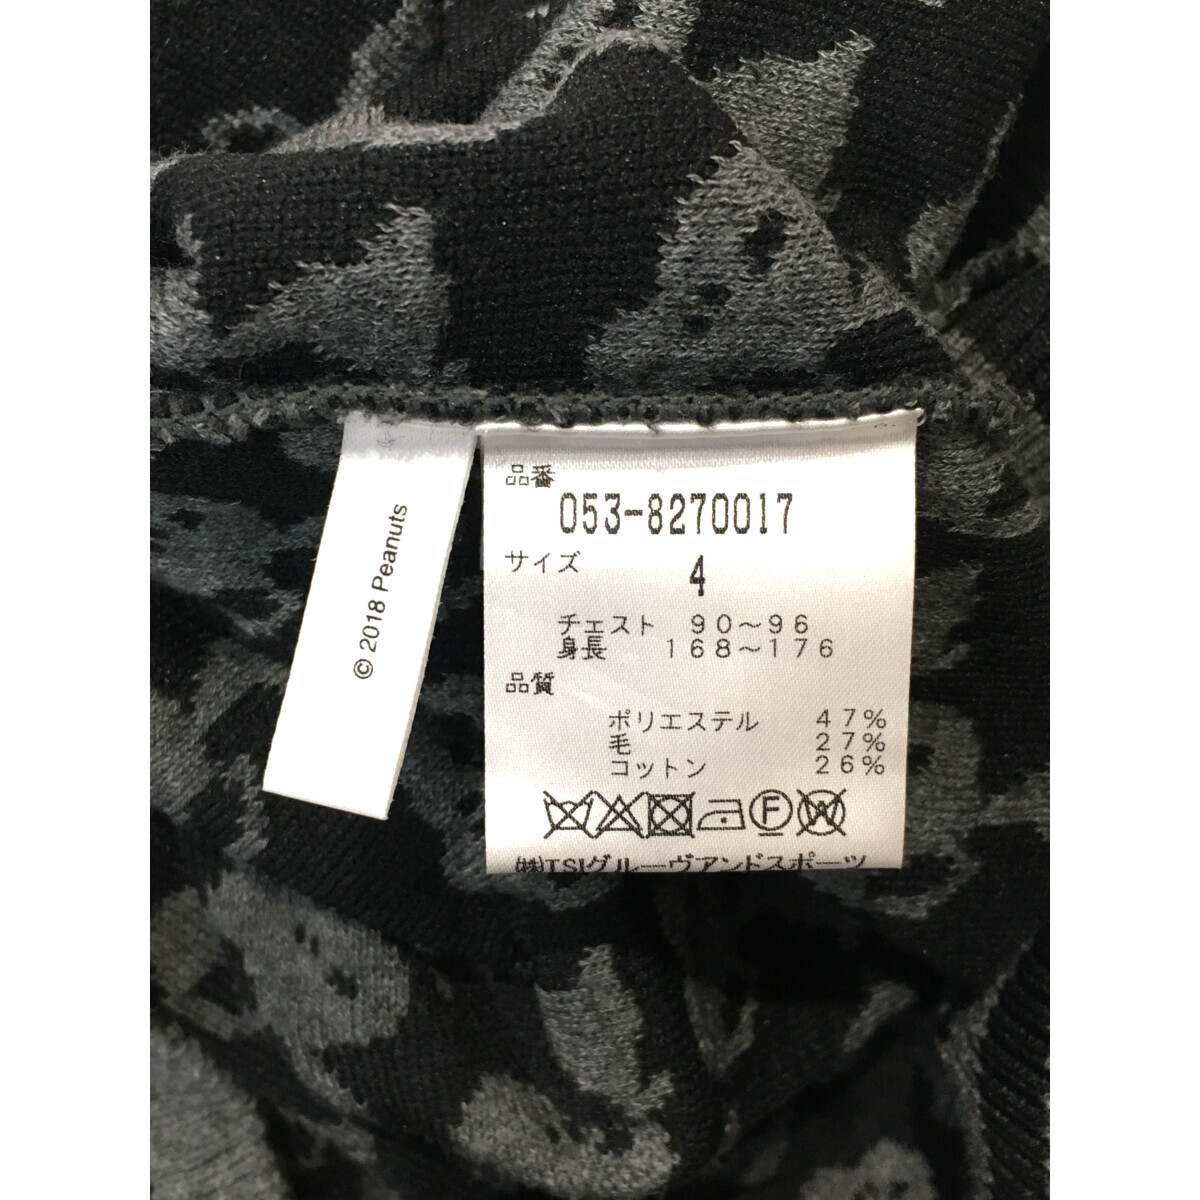 © 2018 Peanuts
品番
053-8270017
サイズ
4
チェスト 90～96
身長 168～176
品質
ポリエステル 47%
毛 27%
コットン 26%
F W
㈱TSIグルーヴアンドスポーツ